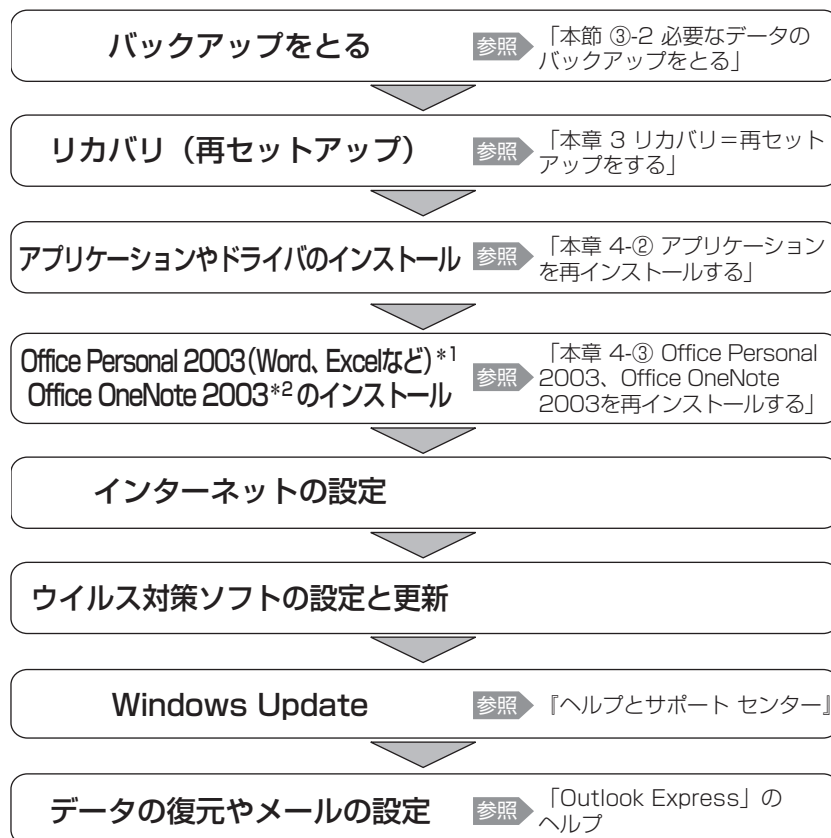 バックアップをとる
参照
「本節 ③-2 必要なデータの
バックアップをとる」
リカバリ（再セットアップ）
参照
「本章 3 リカバリ＝再セット
アップをする」
アプリケーションやドライバのインストール
参照
「本章 4-② アプリケーション
を再インストールする」
Office Personal 2003（Word、Excelなど）*1
Office OneNote 2003*2 のインストール
参照
「本章 4-③ Office Personal
2003、Office OneNote
2003を再インストールする」
インターネットの設定
ウイルス対策ソフトの設定と更新
Windows Update
参照
『ヘルプとサポート センター』
データの復元やメールの設定
参照
「Outlook Express」の
ヘルプ